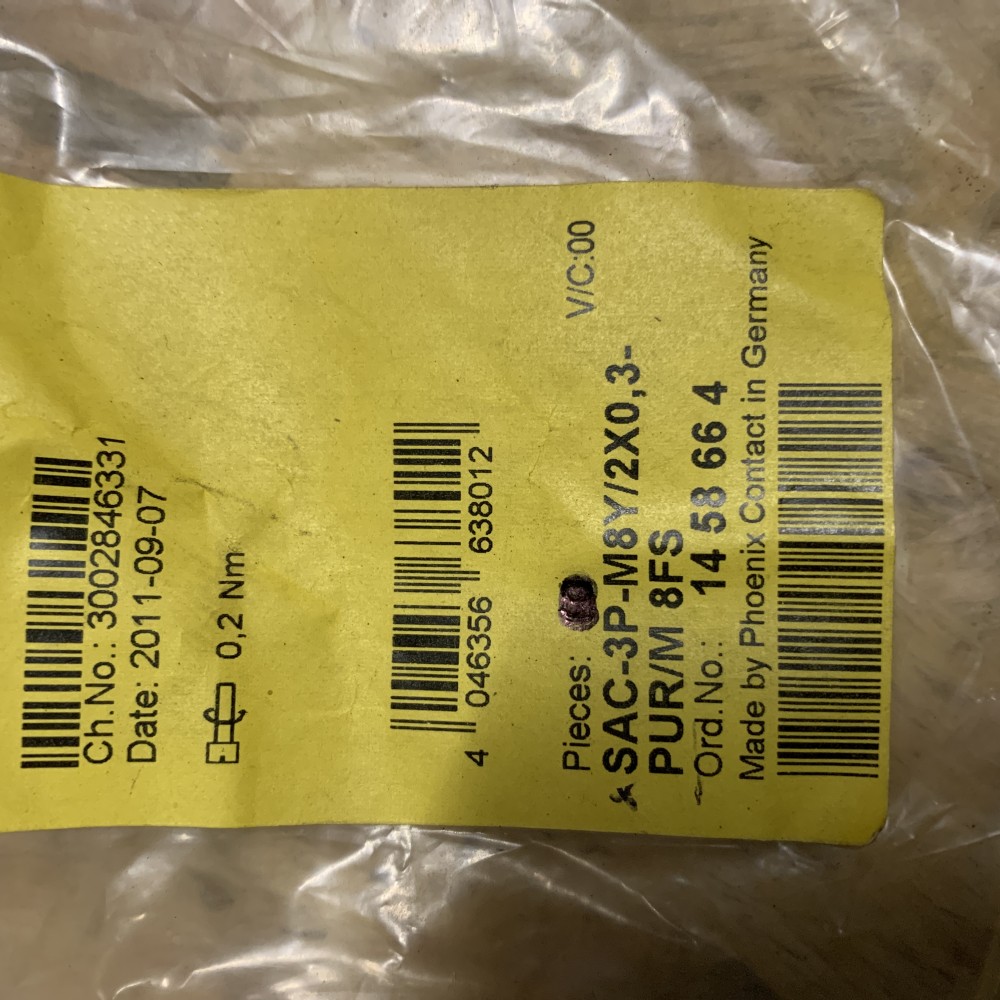 Ch.No.: 3002846331
Date: 2011-09-07
0,2 Nm
4 046356 638012
Pieces: V/C:00
SAC-3P-M8Y/2X0,3-
PUR/M 8FS
Ord.No.: 14 58 66 4
Made by Phoenix Contact in Germany